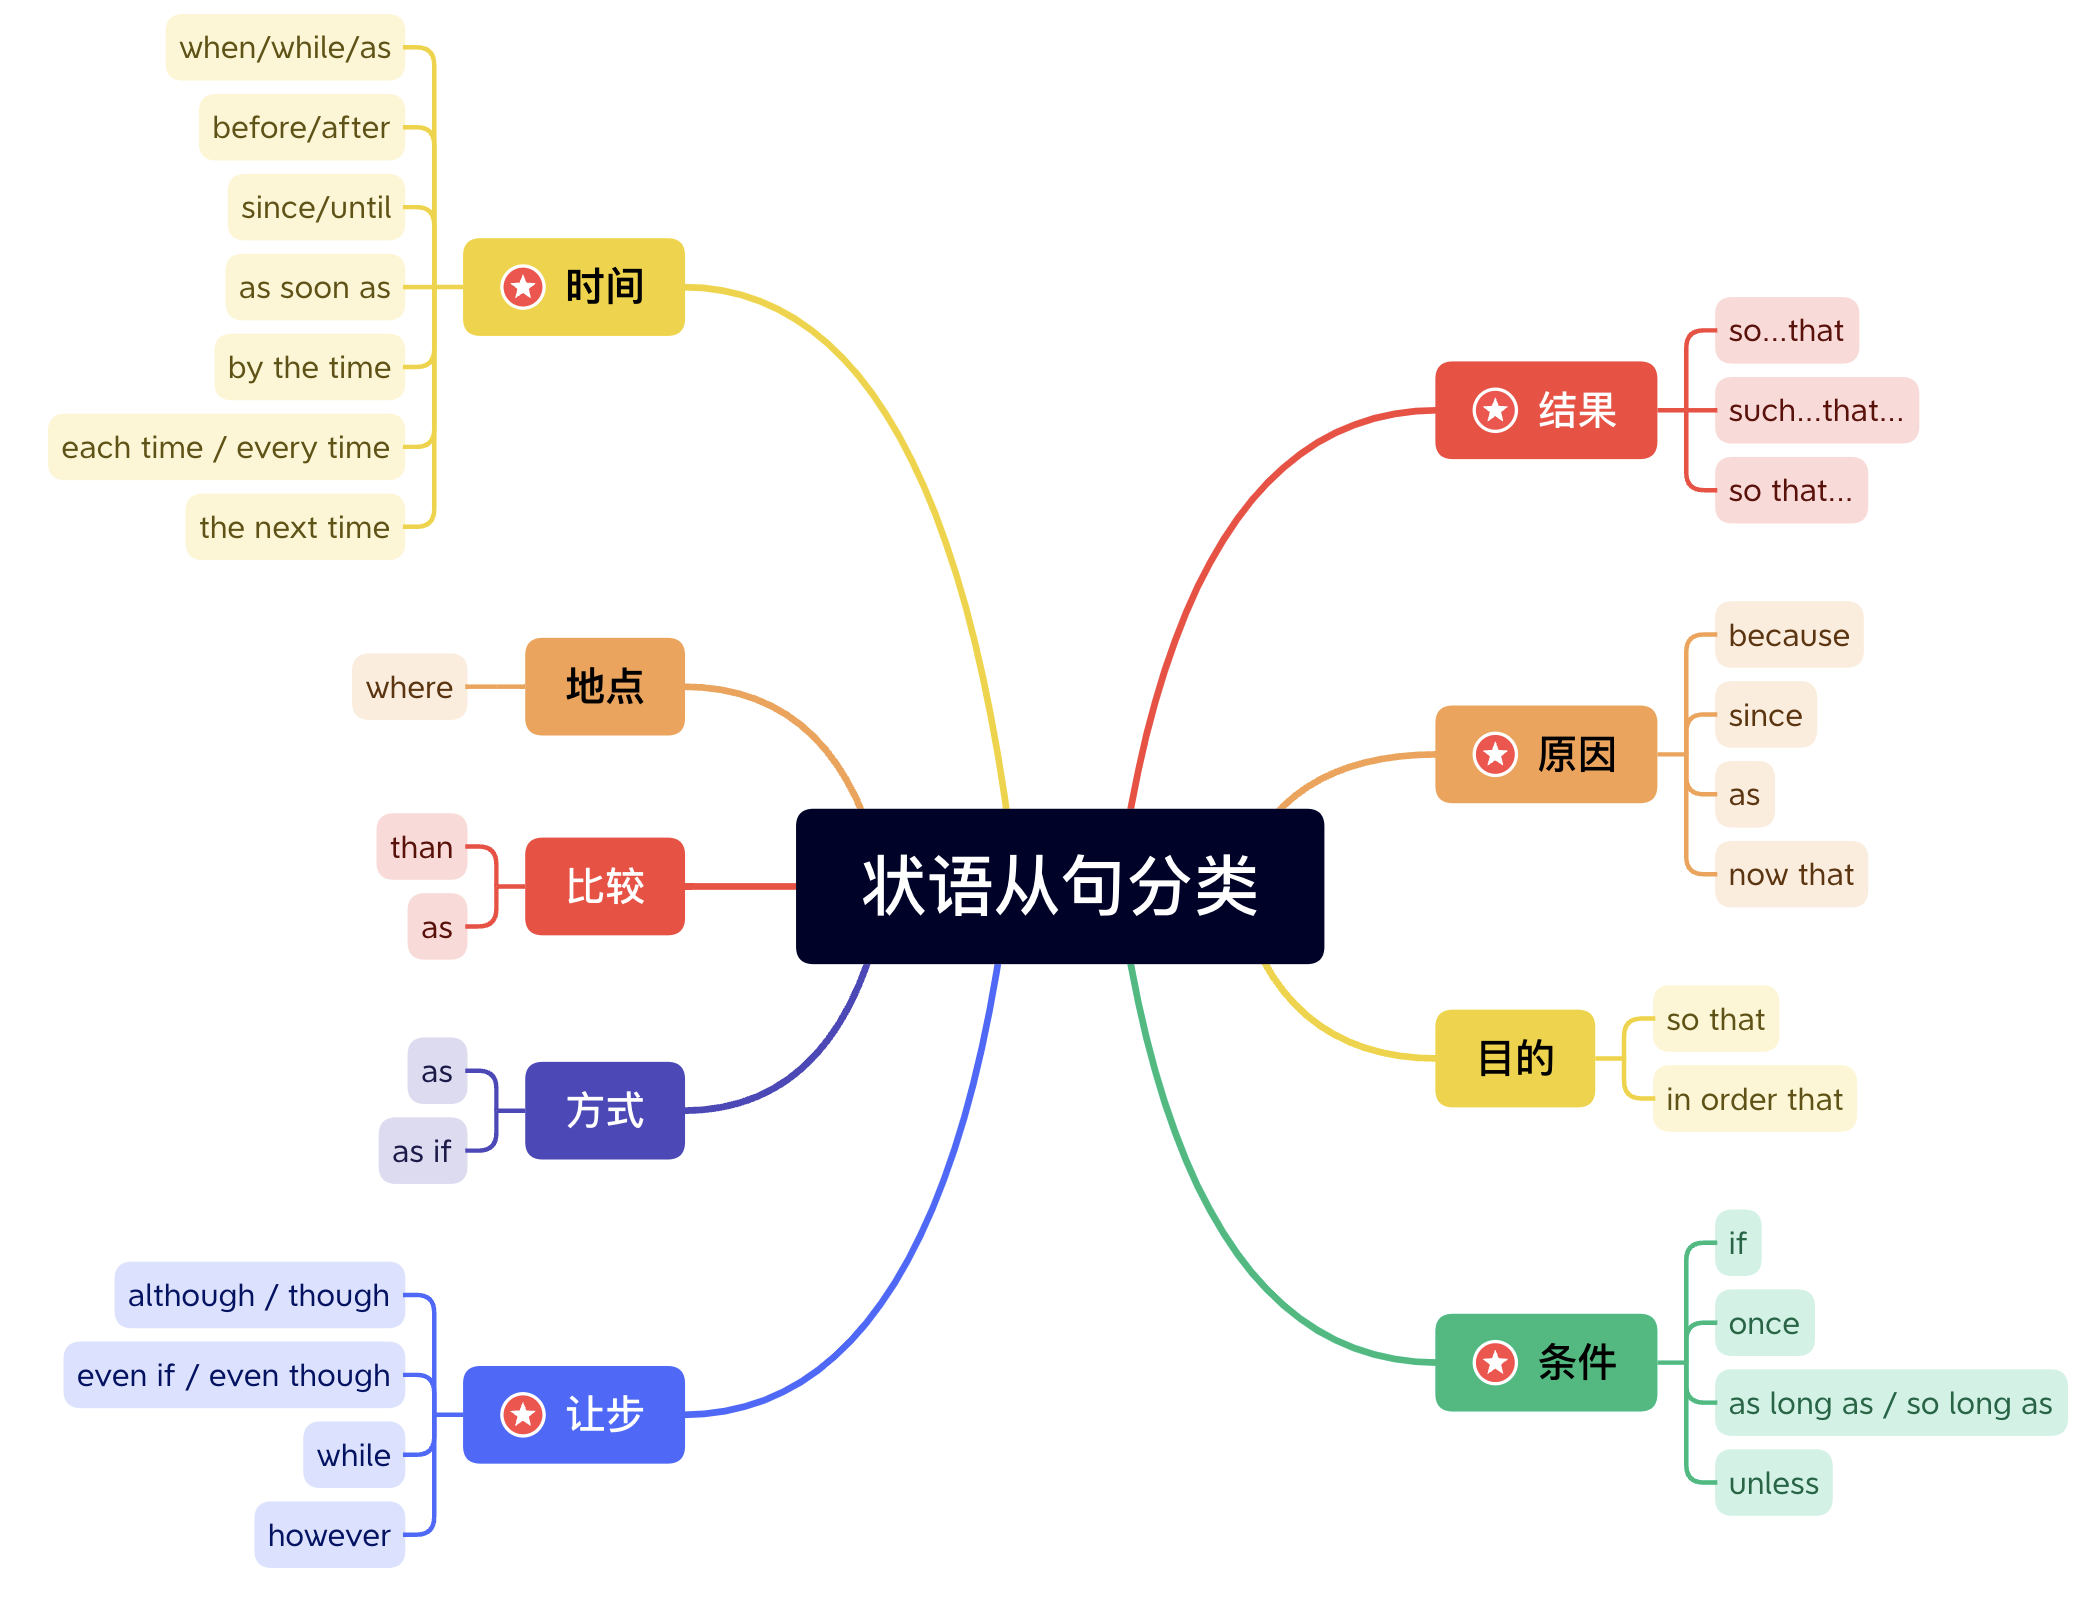 状语从句分类
时间
when/while/as
before/after
since/until
as soon as
by the time
each time / every time
the next time
地点
where
比较
than
as
方式
as
as if
让步
although / though
even if / even though
while
however
结果
so...that
such...that...
so that...
原因
because
since
as
now that
目的
so that
in order that
条件
if
once
as long as / so long as
unless